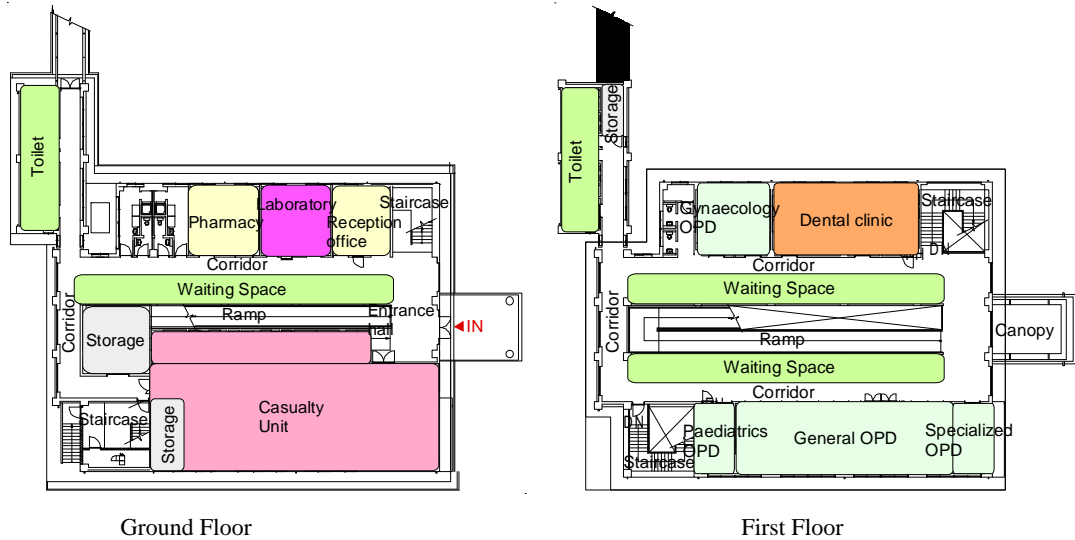 Toilet
Pharmacy
Laboratory
Reception
office
Staircase
Corridor
Waiting Space
Corridor
Storage
Ramp
Entrance
hall
IN
Staircase
Storage
Casualty
Unit
Ground Floor
Toilet
Storage
Gynaecology
OPD
Dental clinic
Staircase
DN
Corridor
Waiting Space
Corridor
Ramp
Canopy
Waiting Space
Corridor
DN
Staircase
Paediatrics
OPD
General OPD
Specialized
OPD
First Floor